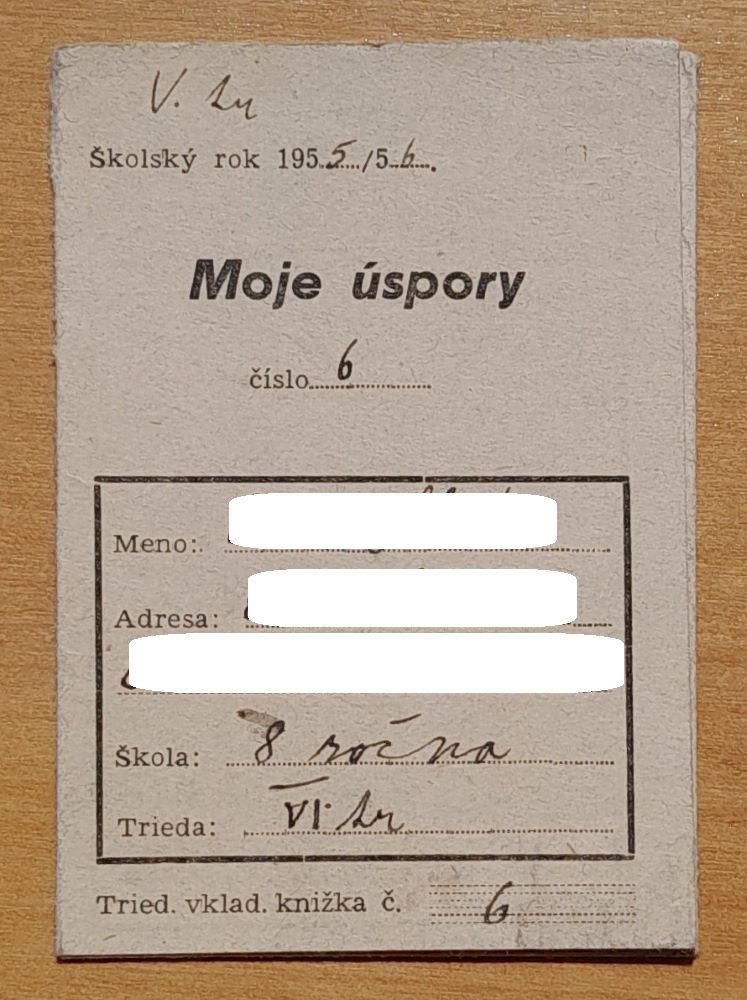 V. tr
Školský rok 1955/56.
Moje úspory
číslo 6
Meno:
Adresa:
Škola: 8 ročna
Trieda: VI. tr
Tried. vklad. knižka č. 6